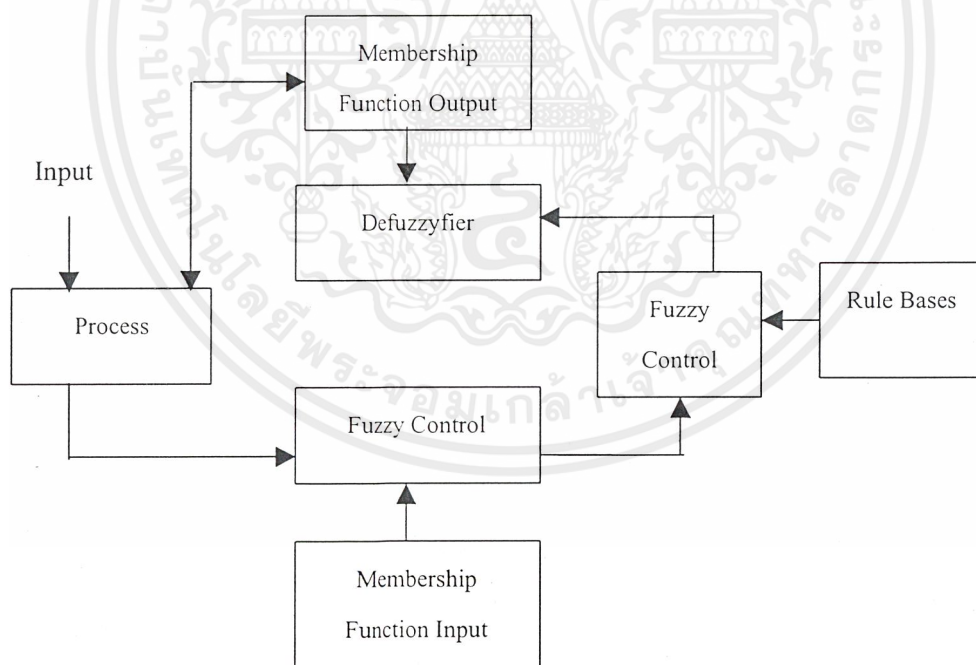 Membership
Function Output
Input
Defuzzyfier
Process
Fuzzy
Control
Rule Bases
Fuzzy Control
Membership
Function Input